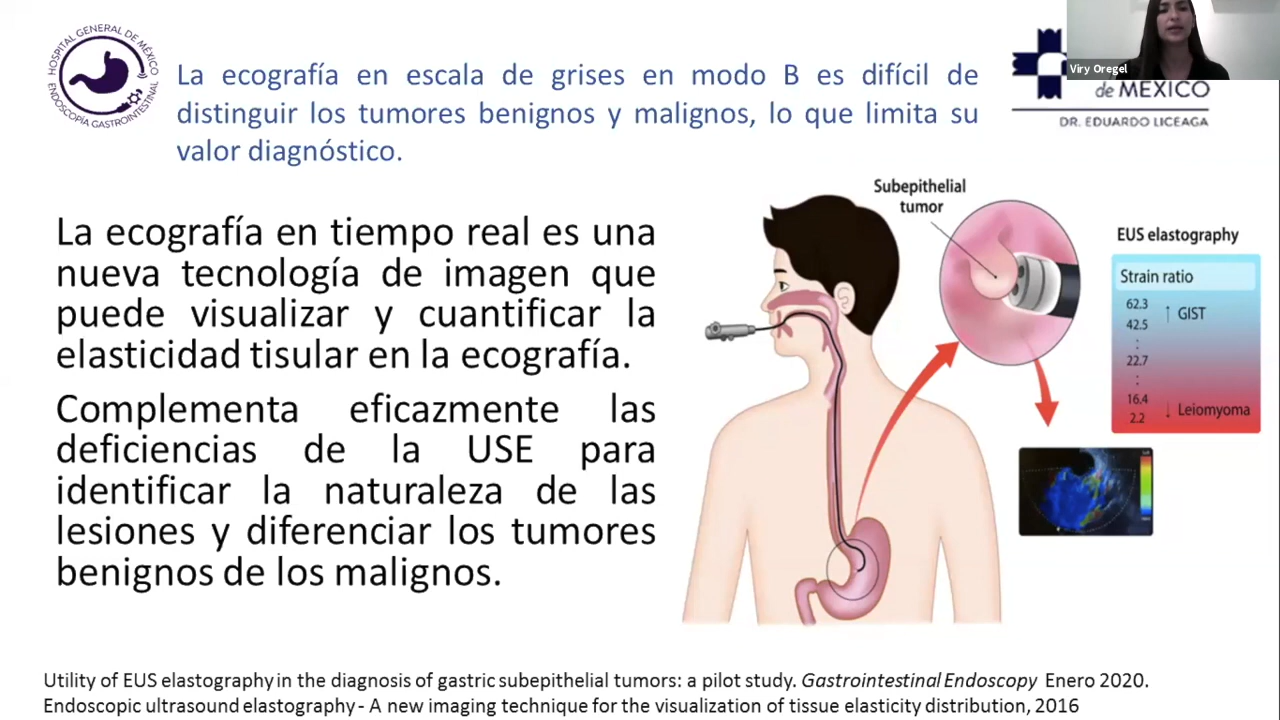 HOSPITAL GENERAL DE MÉXICO
ENDOSCOPÍA GASTROINTESTINAL
La ecografía en escala de grises en modo B es difícil de
distinguir los tumores benignos y malignos, lo que limita su
valor diagnóstico.
Viry Oregel
de MÉXICO
DR. EDUARDO LICEAGA
La ecografía en tiempo real es una
nueva tecnología de imagen que
puede visualizar y cuantificar la
elasticidad tisular en la ecografía.
Complementa eficazmente las
deficiencias de la USE para
identificar la naturaleza de las
lesiones y diferenciar los tumores
benignos de los malignos.
Subepithelial
tumor
EUS elastography
Strain ratio
62.3
↑ GIST
42.5
:
22.7
:
16.4
↓ Leiomyoma
2.2
Utility of EUS elastography in the diagnosis of gastric subepithelial tumors: a pilot study. Gastrointestinal Endoscopy Enero 2020.
Endoscopic ultrasound elastography - A new imaging technique for the visualization of tissue elasticity distribution, 2016